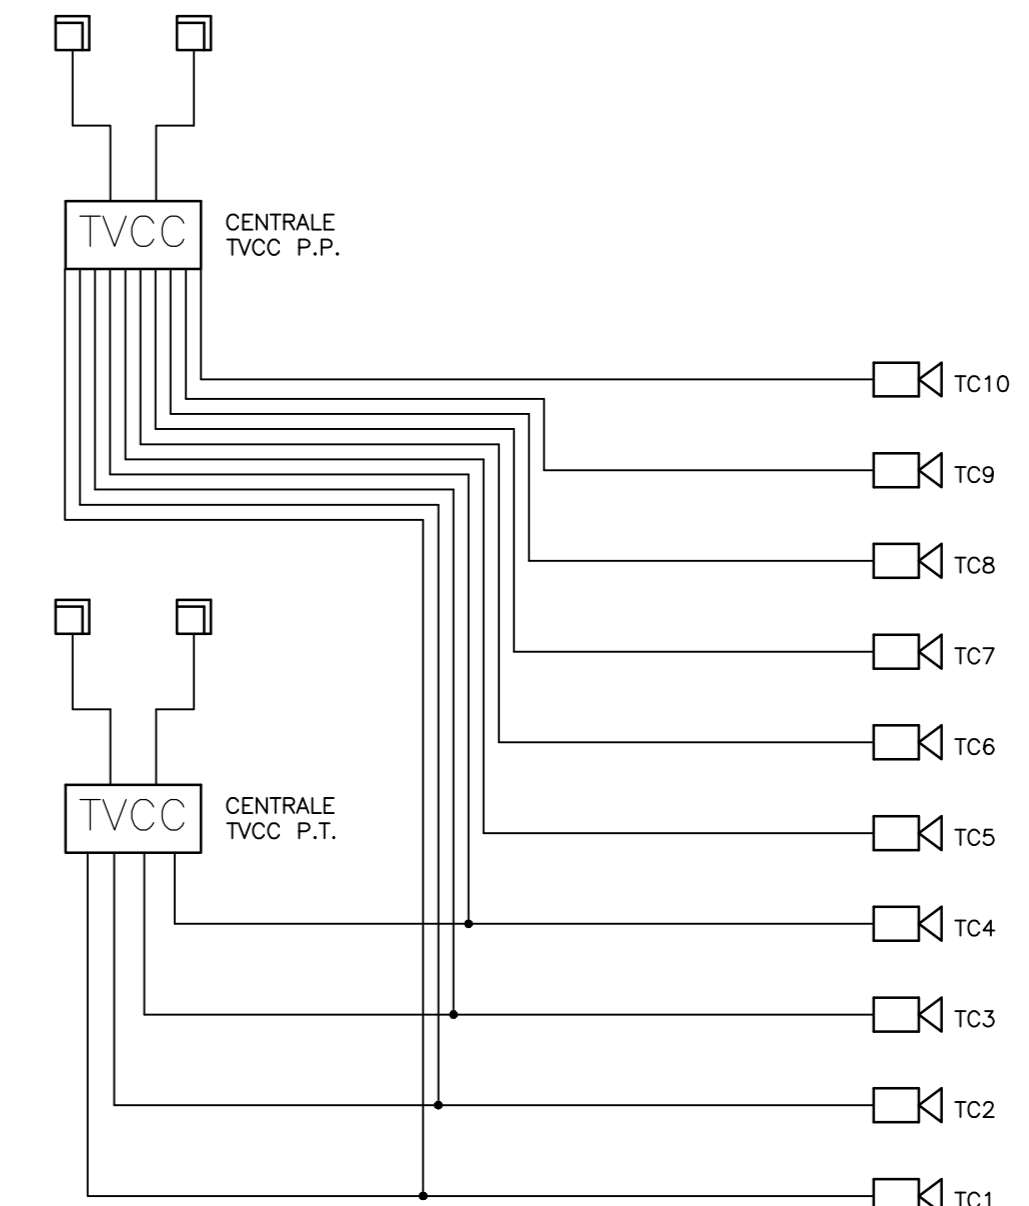 TVCC
CENTRALE
TVCC P.P.
TC10
TC9
TC8
TC7
TC6
TVCC
CENTRALE
TVCC P.T.
TC5
TC4
TC3
TC2
TC1